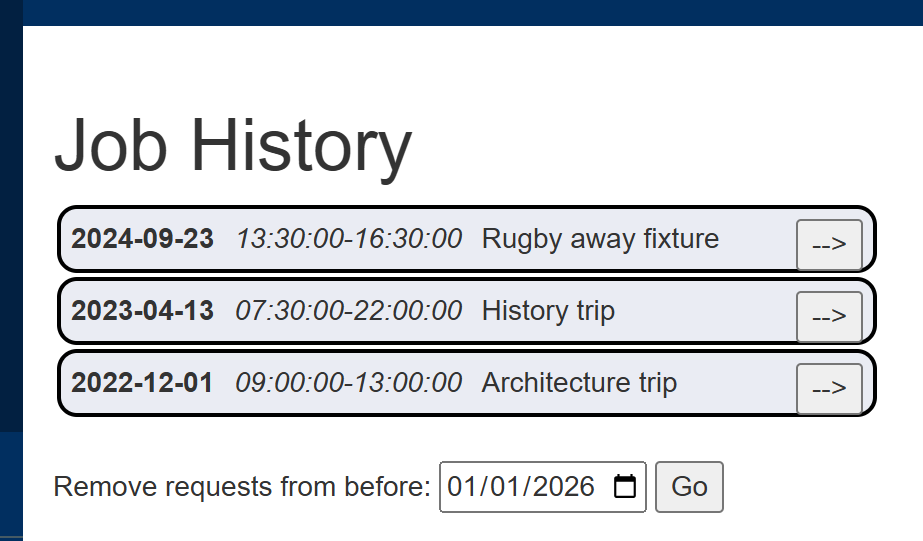 Job History
2024-09-23 13:30:00-16:30:00 Rugby away fixture -->
2023-04-13 07:30:00-22:00:00 History trip -->
2022-12-01 09:00:00-13:00:00 Architecture trip -->
Remove requests from before: 01/01/2026 Go